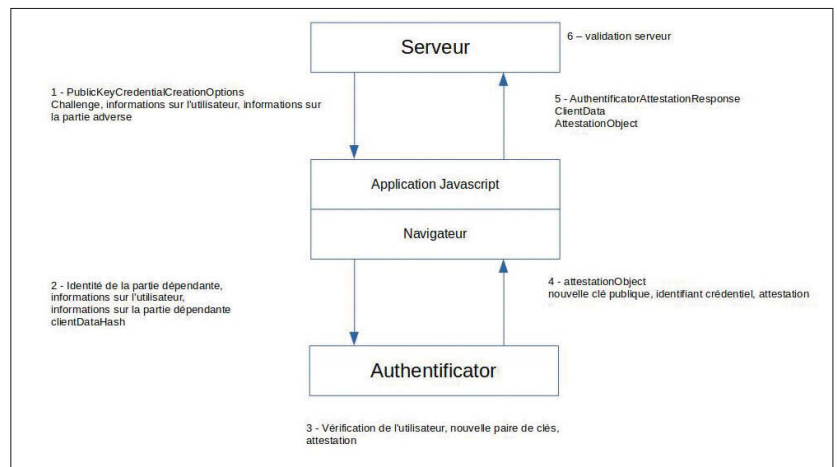 Serveur
6 – validation serveur
1 - PublicKeyCredentialCreationOptions
Challenge, informations sur l'utilisateur, informations sur
la partie adverse
5 - AuthentificatorAttestationResponse
ClientData
AttestationObject
Application Javascript
Navigateur
2 - Identité de la partie dépendante,
informations sur l'utilisateur,
informations sur la partie dépendante
clientDataHash
4 - attestationObject
nouvelle clé publique, identifiant crédentiel, attestation
Authentificator
3 - Vérification de l'utilisateur, nouvelle paire de clés,
attestation